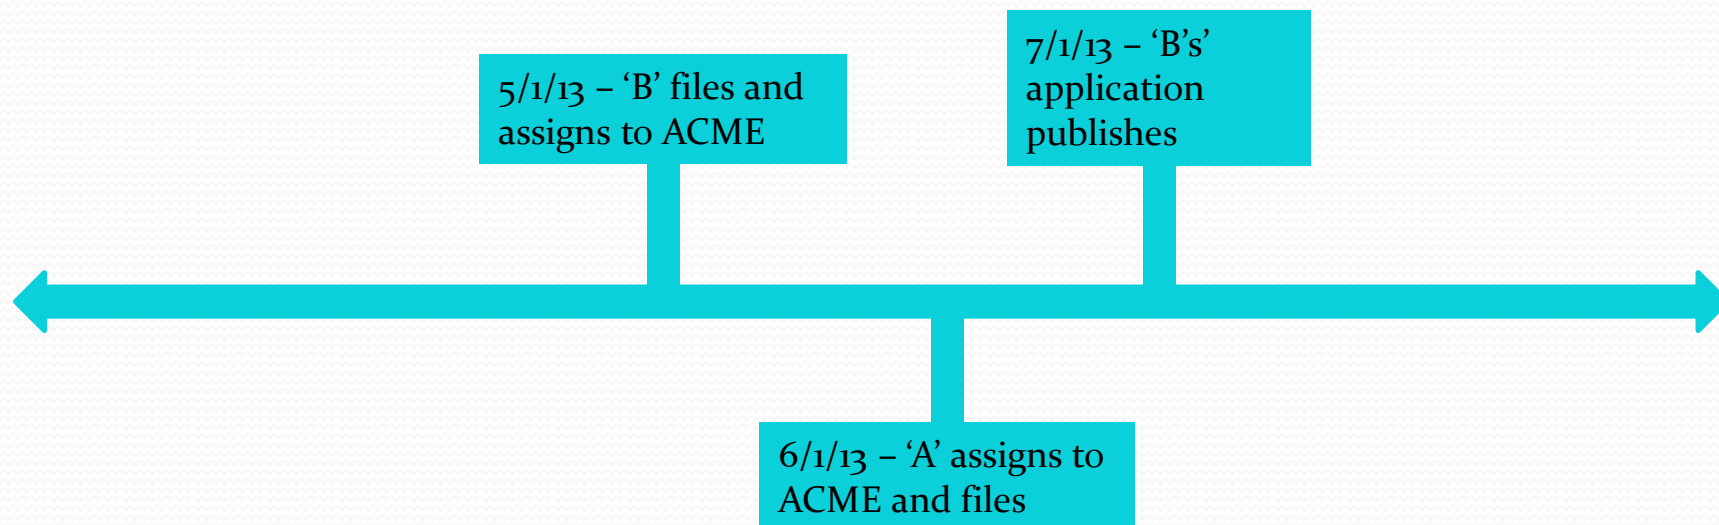 5/1/13 – ‘B’ files and
assigns to ACME
7/1/13 – ‘B’s’
application
publishes
6/1/13 – ‘A’ assigns to
ACME and files